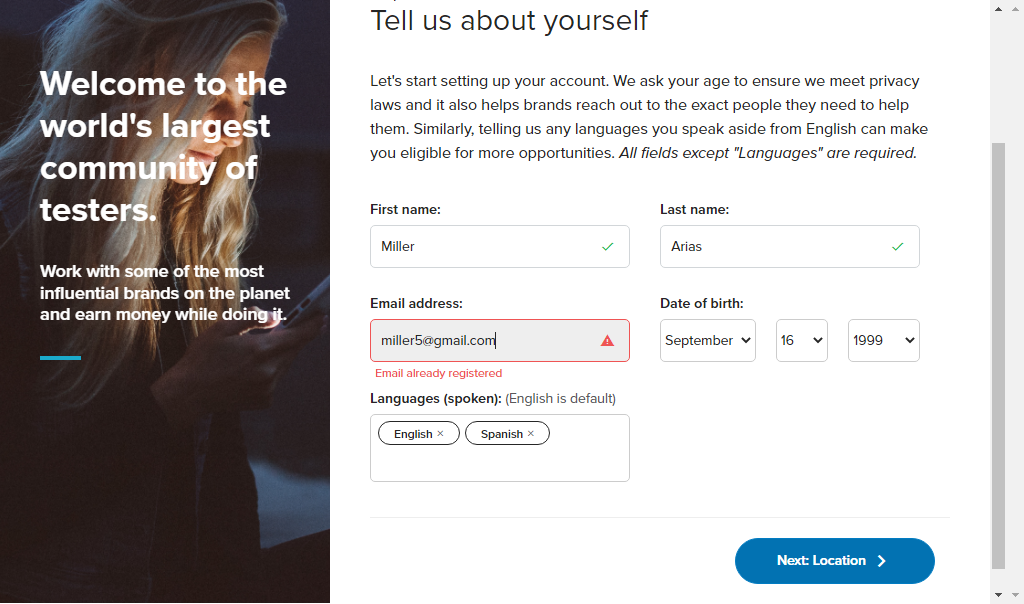 Welcome to the
world's largest
community of
testers.
Work with some of the most
influential brands on the planet
and earn money while doing it.
Tell us about yourself
Let's start setting up your account. We ask your age to ensure we meet privacy
laws and it also helps brands reach out to the exact people they need to help
them. Similarly, telling us any languages you speak aside from English can make
you eligible for more opportunities. All fields except "Languages" are required.
First name:
Last name:
Miller
Arias
Email address:
Date of birth:
miller5@gmail.com
September
16
1999
Email already registered
Languages (spoken): (English is default)
English ×
Spanish ×
Next: Location